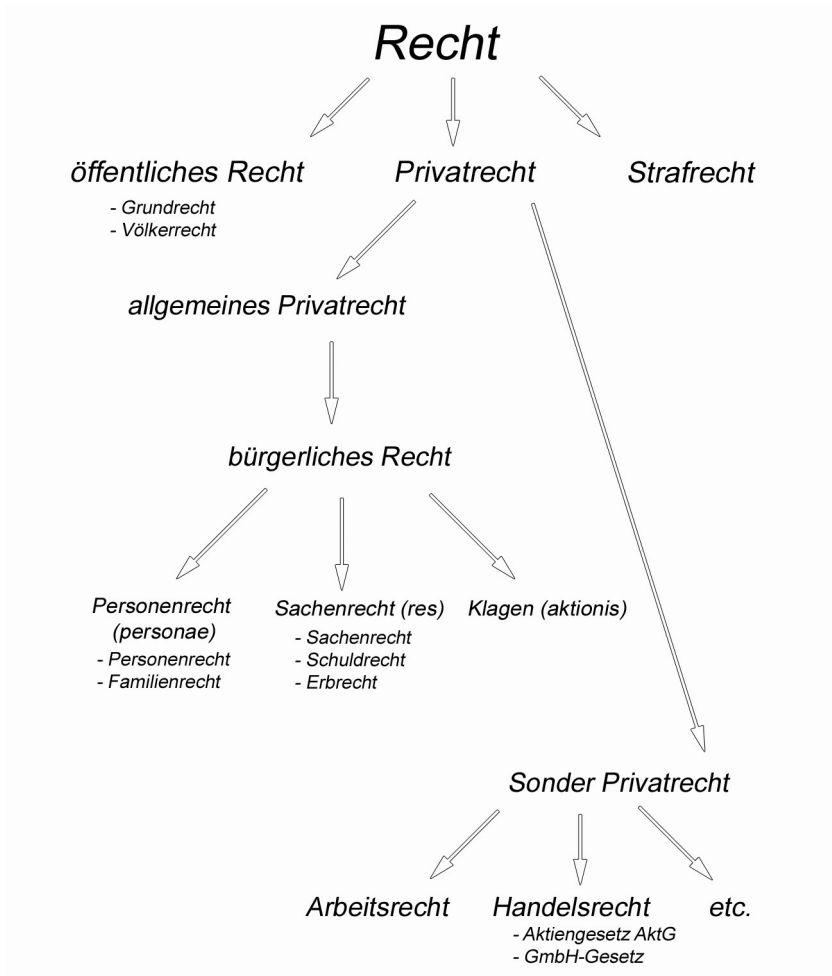 Recht
öffentliches Recht
- Grundrecht
- Völkerrecht
Privatrecht
Strafrecht
allgemeines Privatrecht
bürgerliches Recht
Personenrecht
(personae)
- Personenrecht
- Familienrecht
Sachenrecht (res)
- Sachenrecht
- Schuldrecht
- Erbrecht
Klagen (aktionis)
Sonder Privatrecht
Arbeitsrecht
Handelsrecht
- Aktiengesetz AktG
- GmbH-Gesetz
etc.